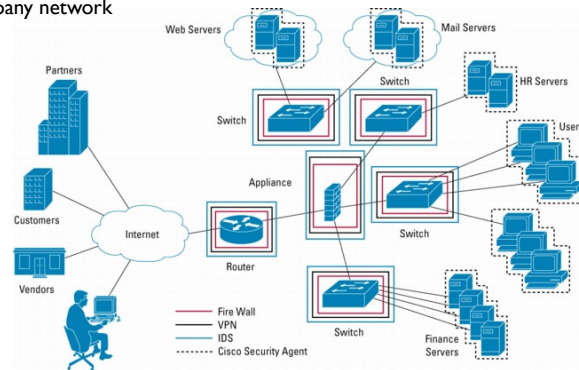 pany network
Web Servers
Mail Servers
Partners
Switch
Switch
HR Servers
User
Appliance
Customers
Internet
Router
Switch
Vendors
Fire Wall
VPN
IDS
Cisco Security Agent
Switch
Finance
Servers